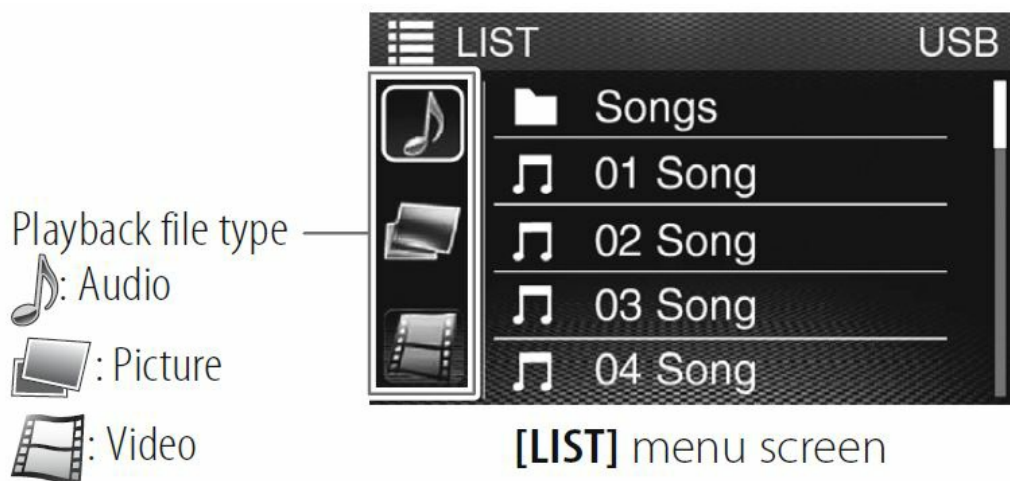 LIST USB
Songs
01 Song
02 Song
03 Song
04 Song
Playback file type
: Audio
: Picture
: Video
[LIST] menu screen